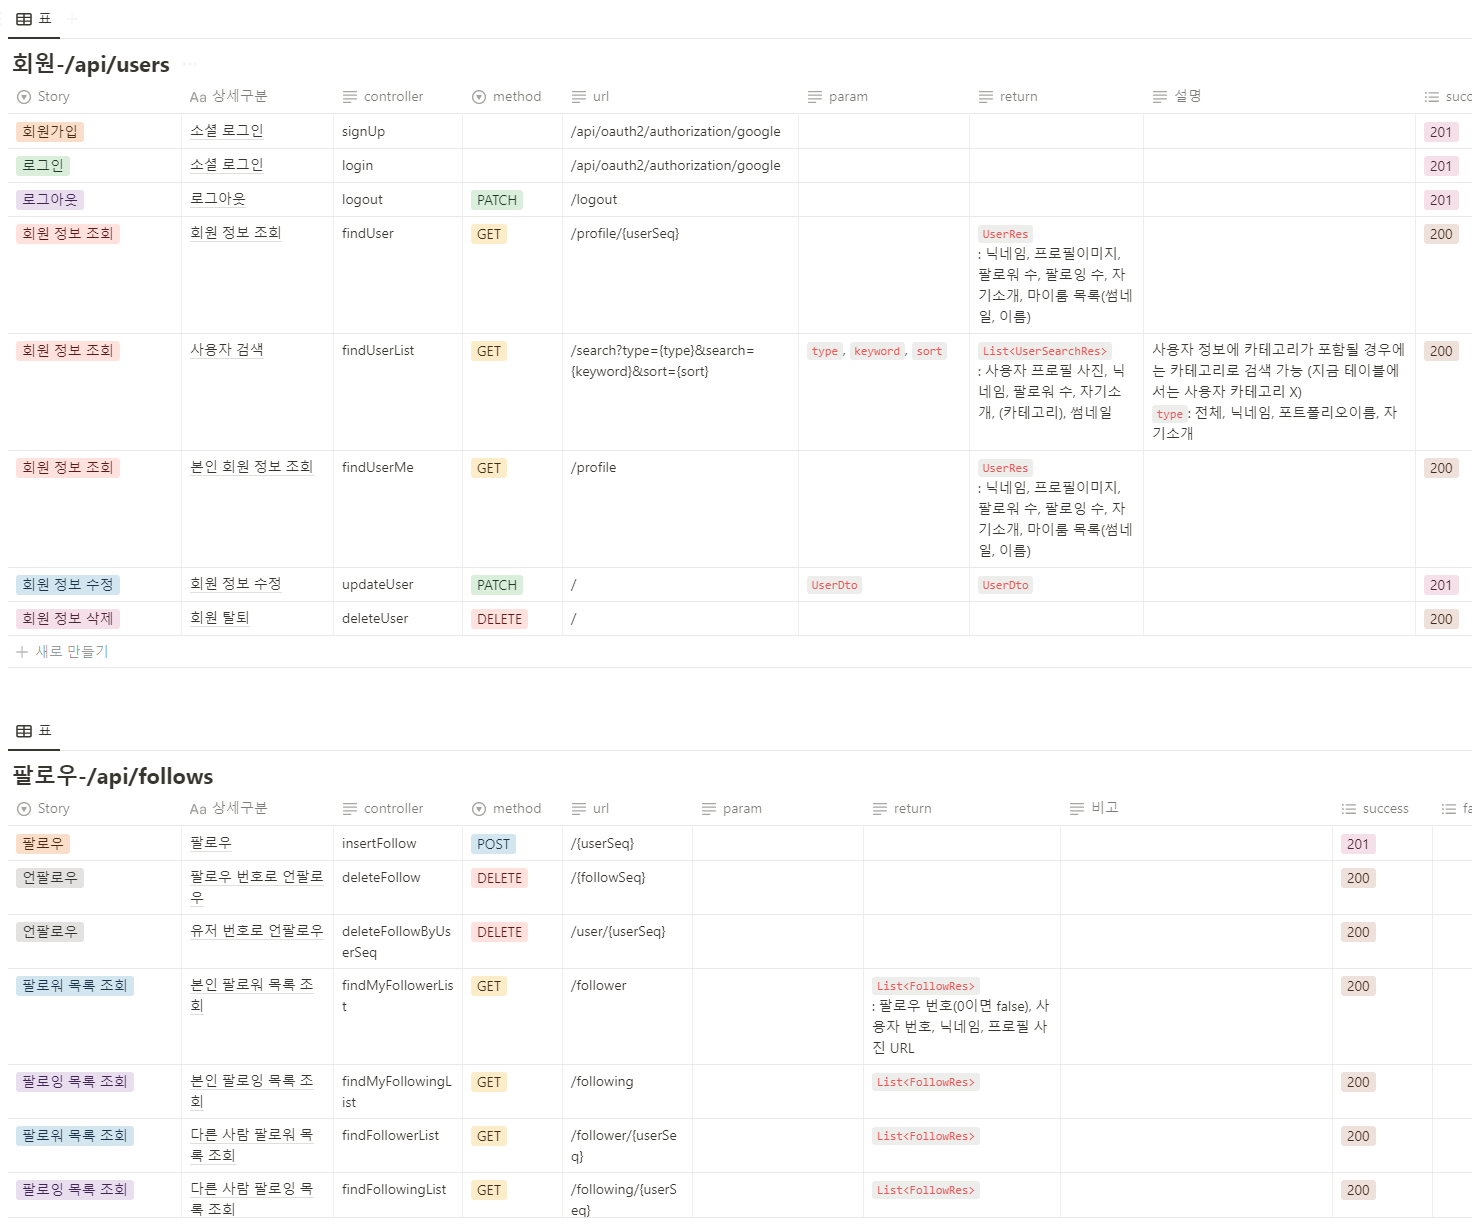 표
회원-/api/users
Story 상세구분 controller method url param return 설명 succ
회원가입 소셜 로그인 signUp /api/oauth2/authorization/google 201
로그인 소셜 로그인 login /api/oauth2/authorization/google 201
로그아웃 로그아웃 logout PATCH /logout 201
회원 정보 조회 회원 정보 조회 findUser GET /profile/{userSeq} UserRes 200
: 닉네임, 프로필이미지,
팔로워 수, 팔로잉 수, 자
기소개, 마이룸 목록(썸네
일, 이름)
회원 정보 조회 사용자 검색 findUserList GET /search?type={type}&search= type, keyword, sort List<UserSearchRes> 사용자 정보에 카테고리가 포함될 경우에 200
{keyword}&sort={sort} : 사용자 프로필 사진, 닉 는 카테고리로 검색 가능 (지금 테이블에
네임, 팔로워 수, 자기소 서는 사용자 카테고리 X)
개, (카테고리), 썸네일 type: 전체, 닉네임, 포트폴리오이름, 자
기소개
회원 정보 조회 본인 회원 정보 조회 findUserMe GET /profile UserRes 200
: 닉네임, 프로필이미지,
팔로워 수, 팔로잉 수, 자
기소개, 마이룸 목록(썸네
일, 이름)
회원 정보 수정 회원 정보 수정 updateUser PATCH / UserDto UserDto 201
회원 정보 삭제 회원 탈퇴 deleteUser DELETE / 200
+ 새로 만들기
표
팔로우-/api/follows
Story 상세구분 controller method url param return 비고 success fa
팔로우 팔로우 insertFollow POST /{userSeq} 201
언팔로우 팔로우 번호로 언팔로 deleteFollow DELETE /{followSeq} 200
우
언팔로우 유저 번호로 언팔로우 deleteFollowByUs DELETE /user/{userSeq} 200
erSeq
팔로워 목록 조회 본인 팔로워 목록 조 findMyFollowerLis GET /follower List<FollowRes> 200
회 t : 팔로우 번호(0이면 false), 사
용자 번호, 닉네임, 프로필 사
진 URL
팔로잉 목록 조회 본인 팔로잉 목록 조 findMyFollowingL GET /following List<FollowRes> 200
회 ist
팔로워 목록 조회 다른 사람 팔로워 목 findFollowerList GET /follower/{userSe List<FollowRes> 200
록 조회 q}
팔로잉 목록 조회 다른 사람 팔로잉 목 findFollowingList GET /following/{userS List<FollowRes> 200
록 조회 eq}